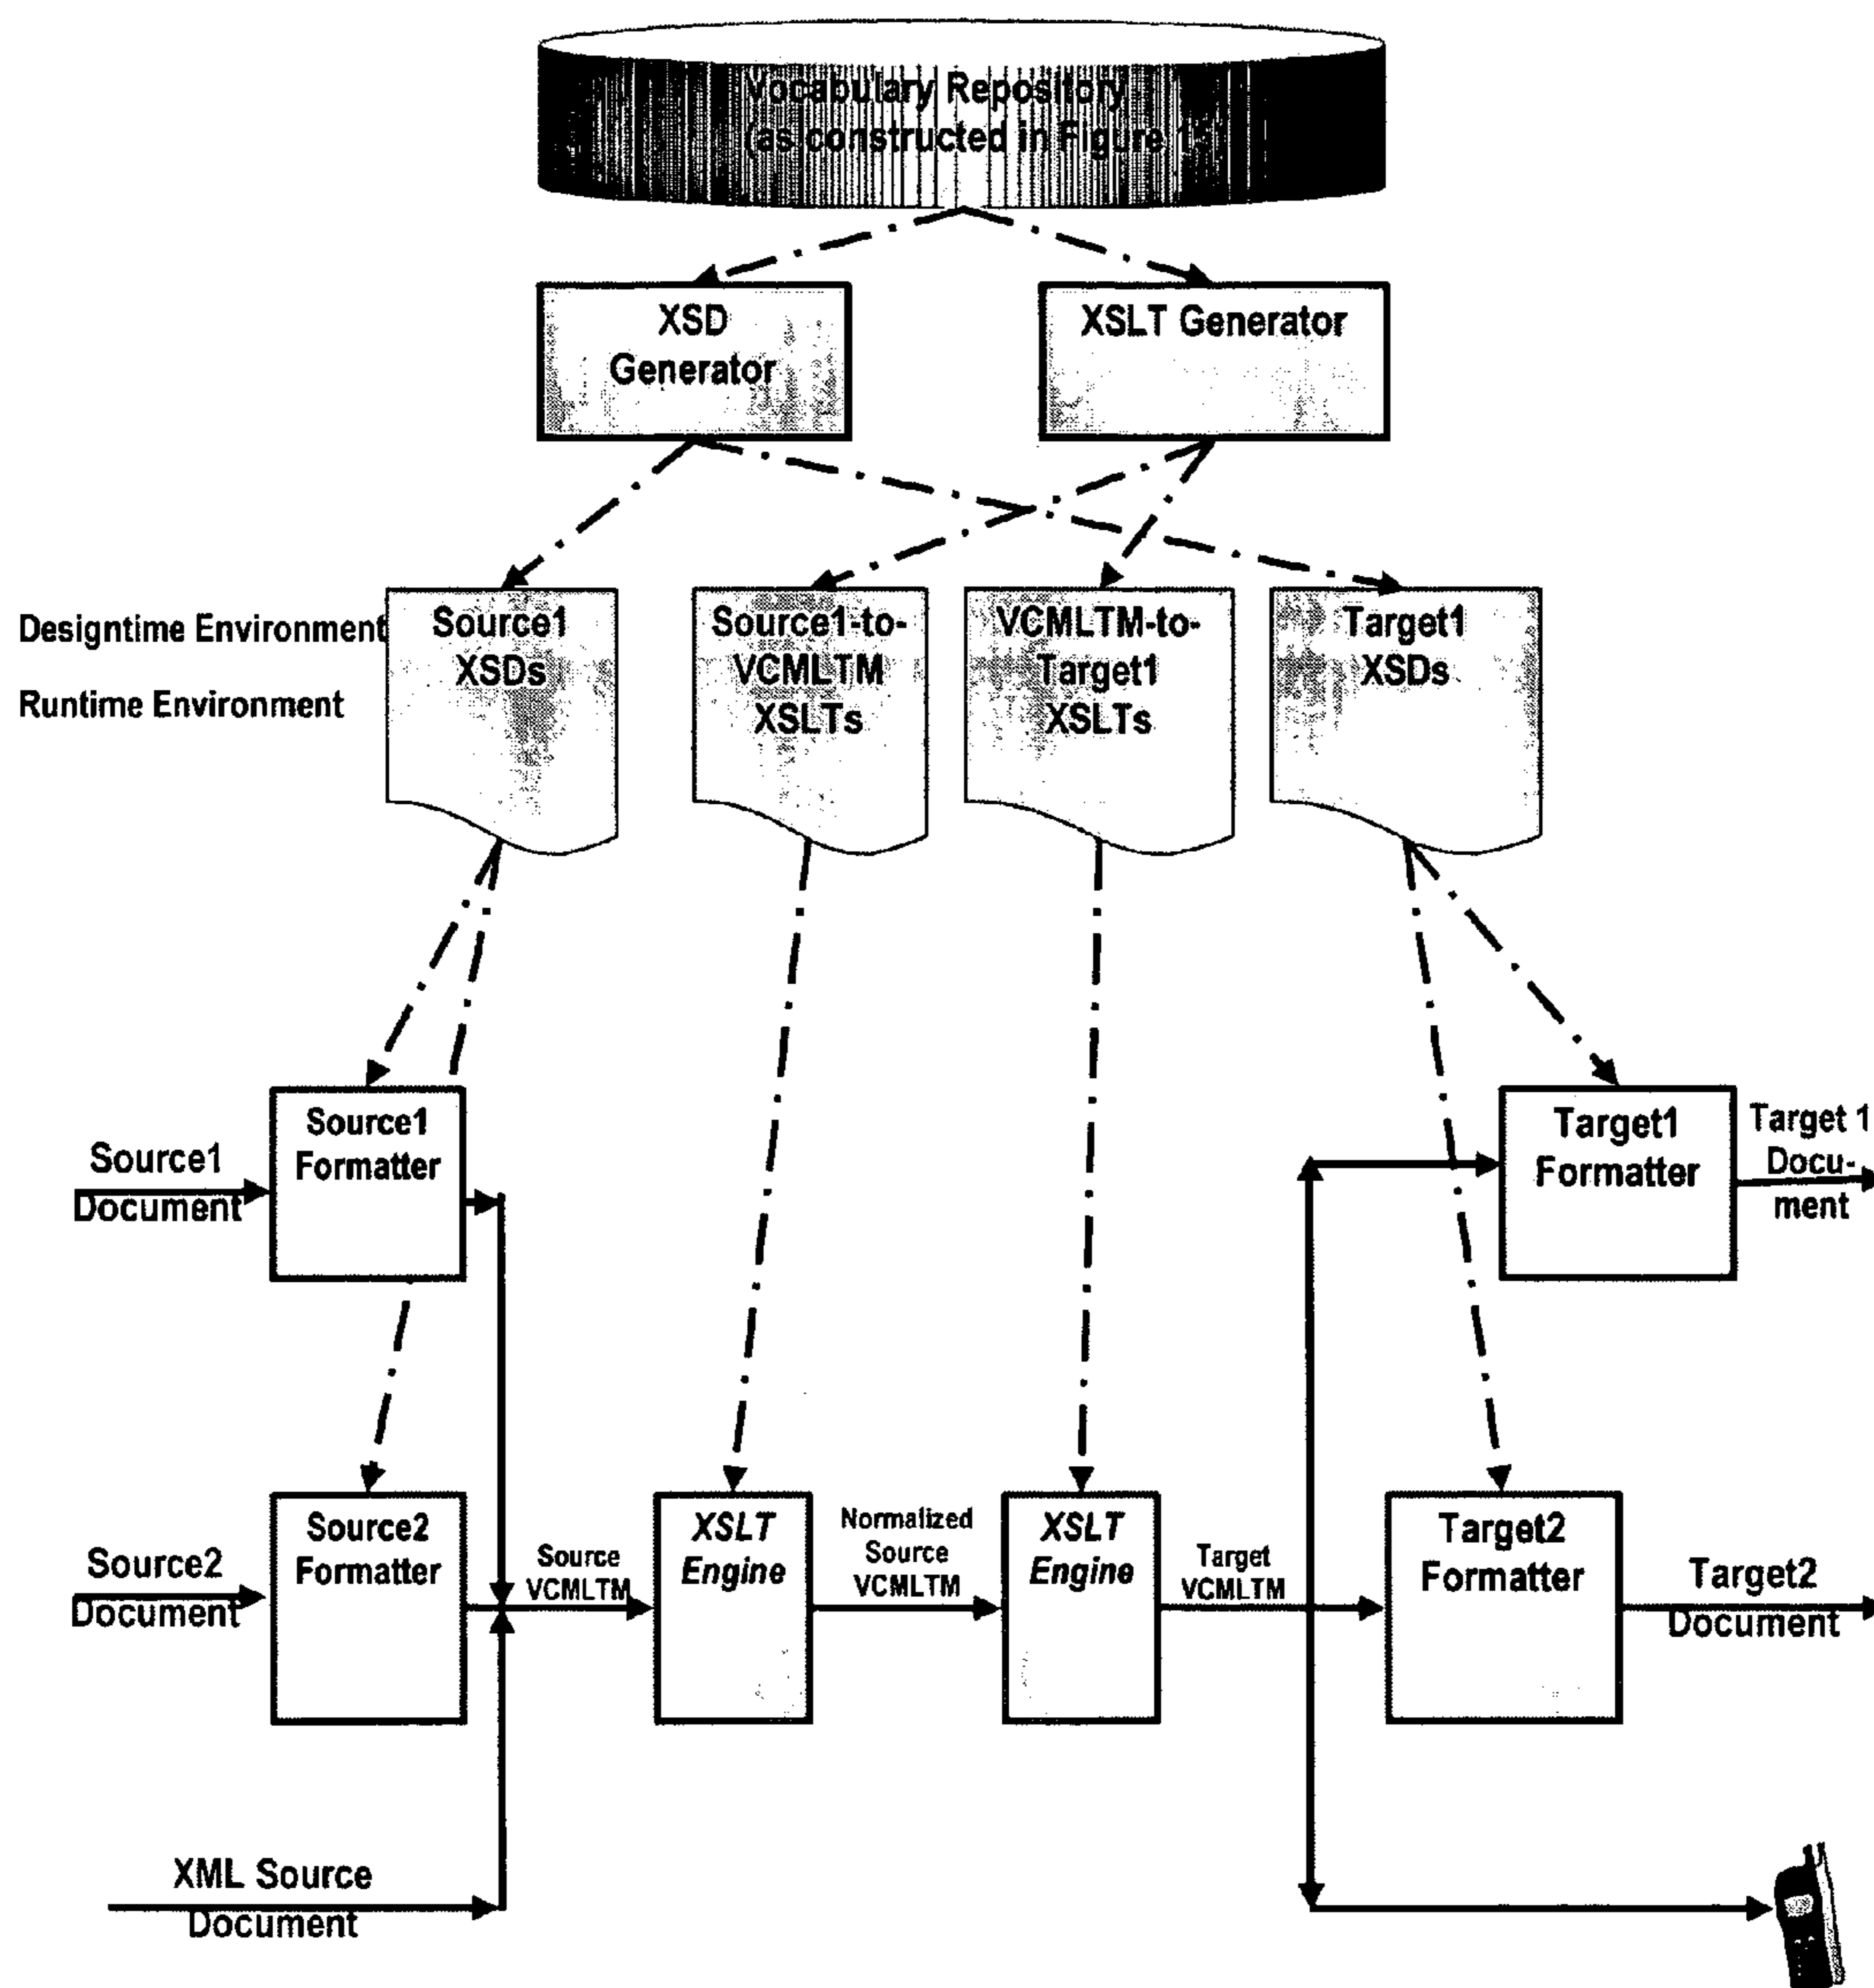 Vocabulary Repository
(as constructed in Figure
XSD
Generator
XSLT Generator
Designtime Environment
Runtime Environment
Source1
XSDs
Source1-to-
VCMLTM
XSLTs
VCMLTM-to-
Target1
XSLTs
Target1
XSDs
Source1
Document
Source1
Formatter
Target1
Formatter
Target 1
Docu-
ment
Source2
Document
Source2
Formatter
Source
VCMLTM
XSLT
Engine
Normalized
Source
VCMLTM
XSLT
Engine
Target
VCMLTM
Target2
Formatter
Target2
Document
XML Source
Document